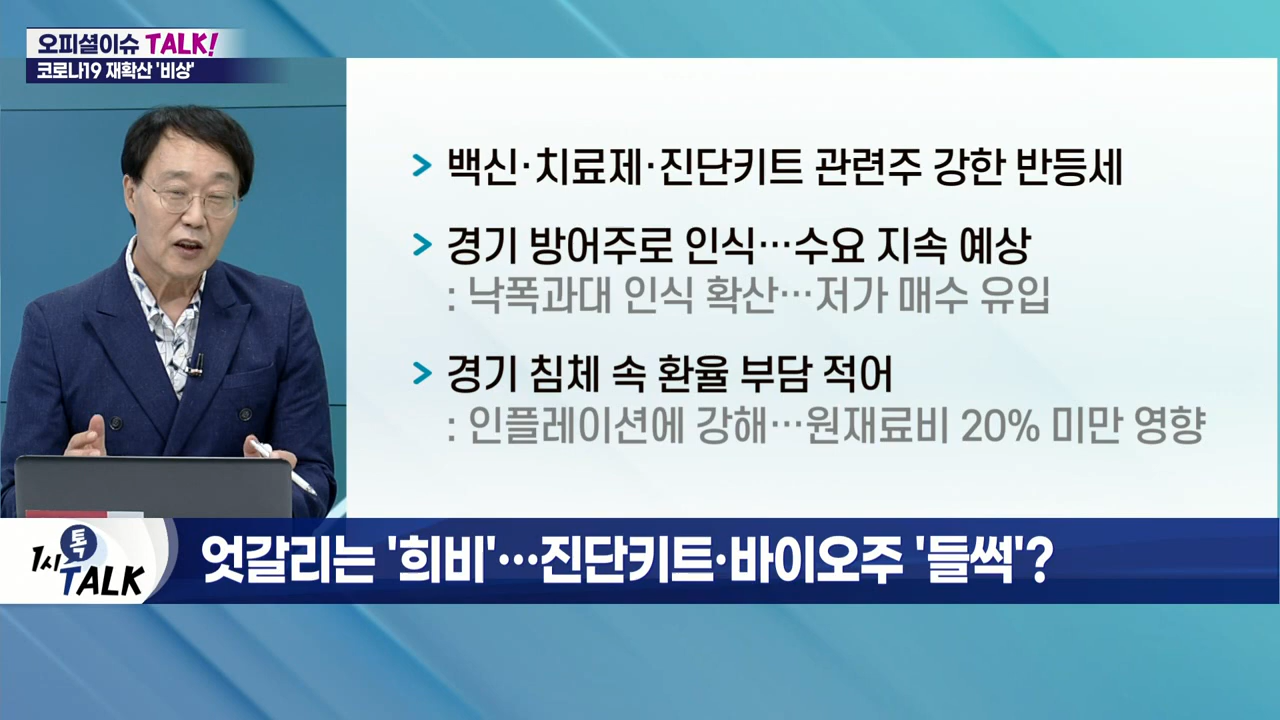 오피셜이슈 TALK!
코로나19 재확산 '비상'
> 백신·치료제·진단키트 관련주 강한 반등세
> 경기 방어주로 인식…수요 지속 예상
: 낙폭과대 인식 확산…저가 매수 유입
> 경기 침체 속 환율 부담 적어
: 인플레이션에 강해…원재료비 20% 미만 영향
1시 톡 TALK
엇갈리는 '희비'…진단키트·바이오주 '들썩'?